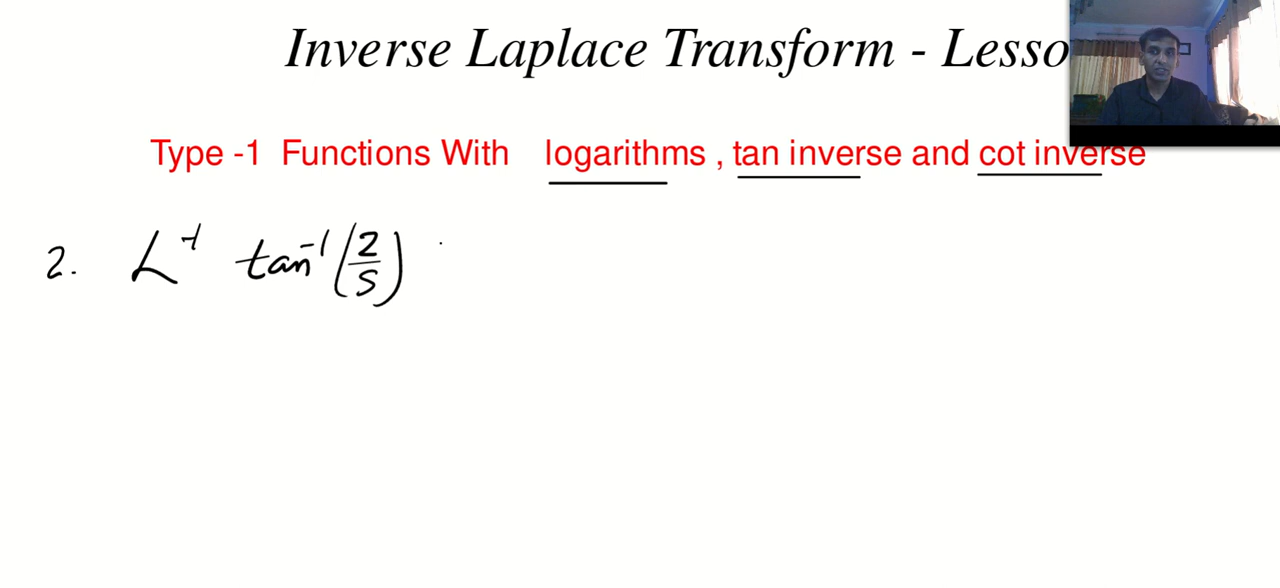 Inverse Laplace Transform - Lesso
Type -1 Functions With logarithms , tan inverse and cot inverse
2. L⁻¹ tan⁻¹(2/s)